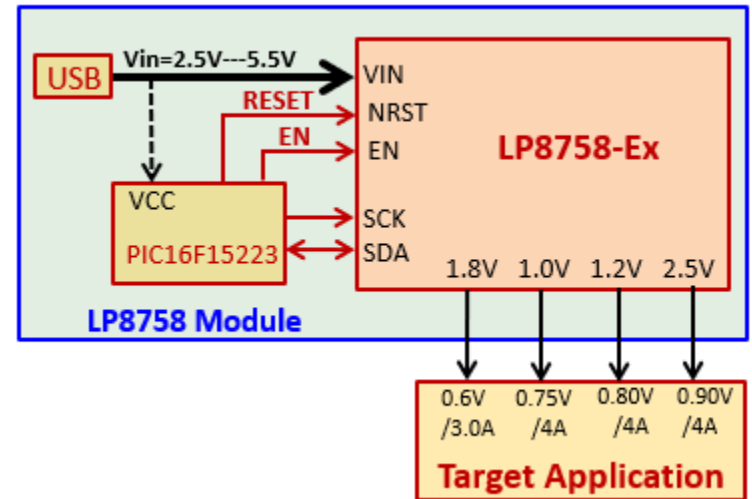 Vin=2.5V---5.5V
USB
VIN
RESET
NRST
EN
EN
LP8758-Ex
VCC
SCK
PIC16F15223
SDA
1.8V 1.0V 1.2V 2.5V
LP8758 Module
0.6V 0.75V 0.80V 0.90V
/3.0A /4A /4A /4A
Target Application